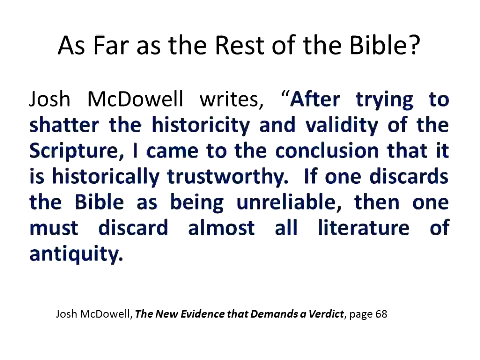 As Far as the Rest of the Bible?
Josh McDowell writes, “After trying to
shatter the historicity and validity of the
Scripture, I came to the conclusion that it
is historically trustworthy. If one discards
the Bible as being unreliable, then one
must discard almost all literature of
antiquity.
Josh McDowell, The New Evidence that Demands a Verdict, page 68